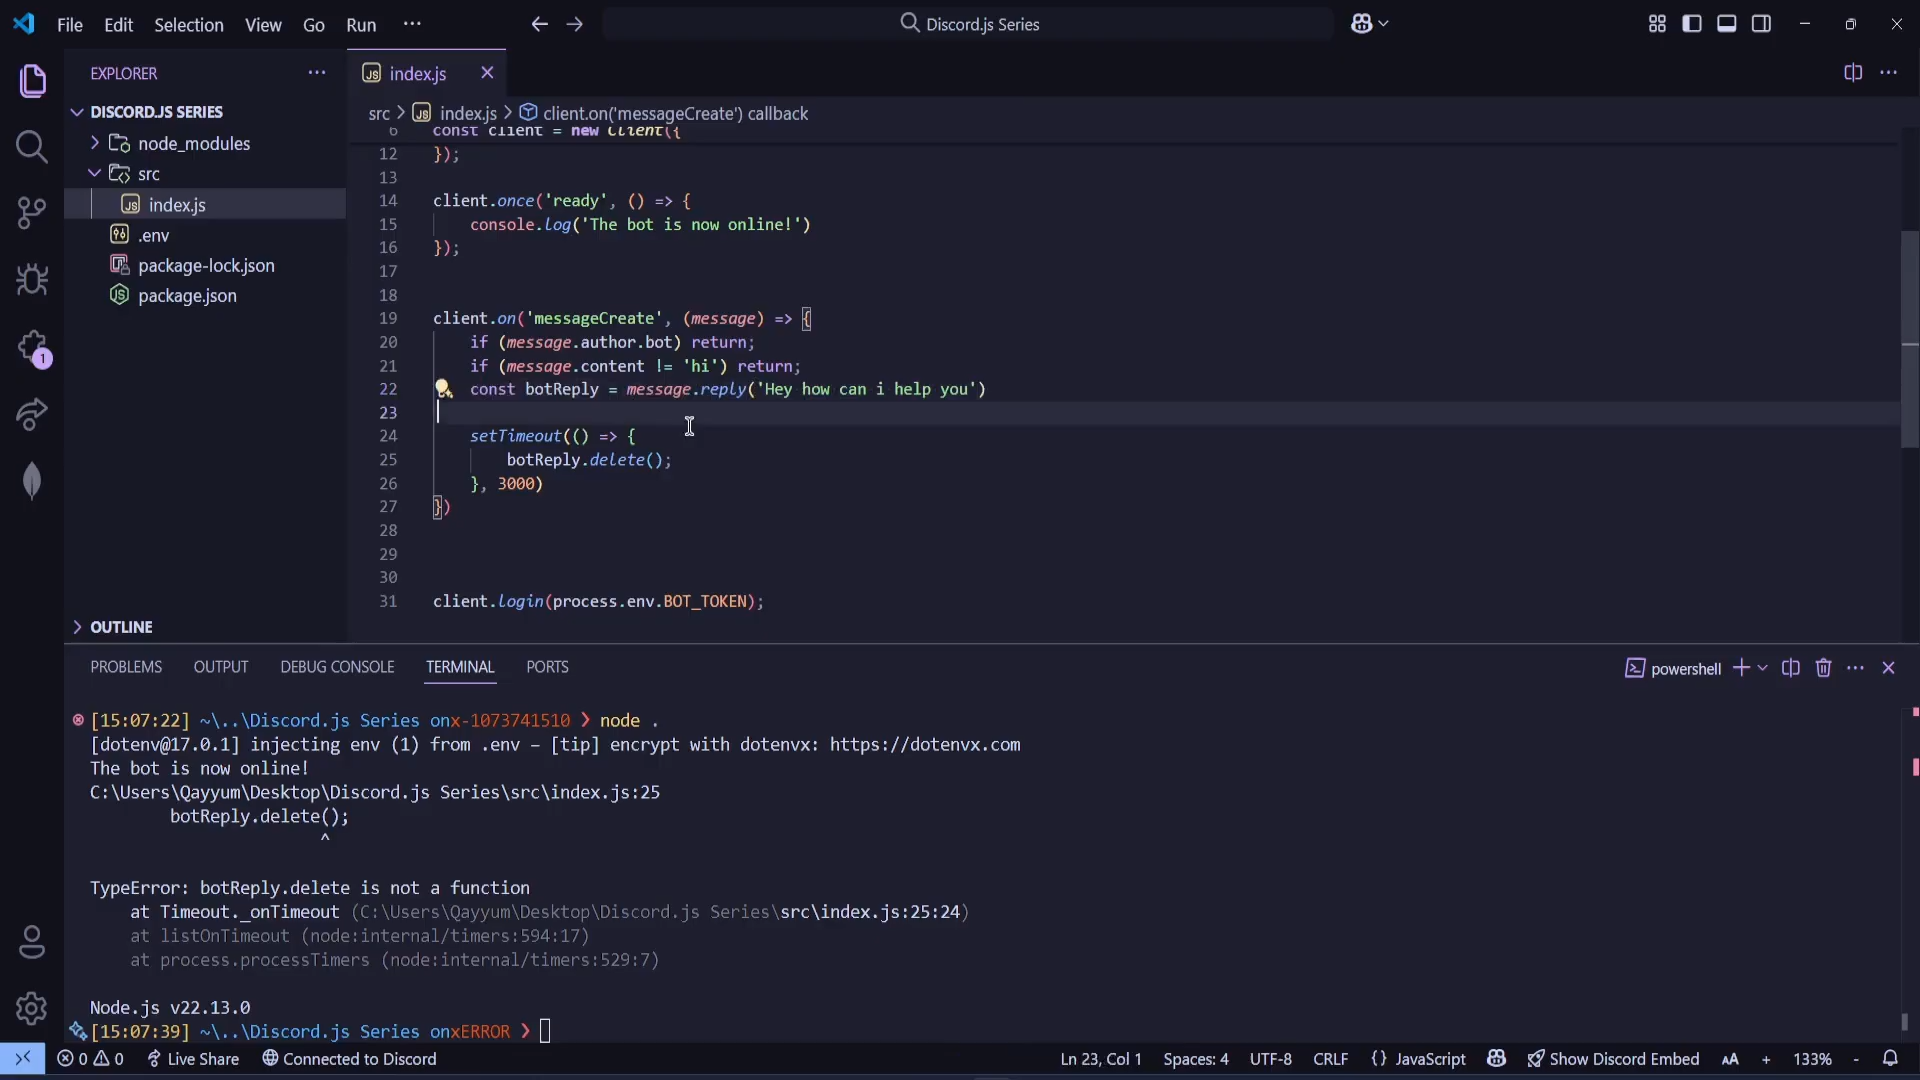 File Edit Selection View Go Run ···
Discord.js Series
EXPLORER ···
DISCORD.JS SERIES
node_modules
src
index.js
.env
package-lock.json
package.json
OUTLINE
index.js
src > index.js > client.on('messageCreate') callback
6 const client = new Client({
12 });
13
14 client.once('ready', () => {
15 console.log('The bot is now online!')
16 });
17
18
19 client.on('messageCreate', (message) => {
20 if (message.author.bot) return;
21 if (message.content != 'hi') return;
22 const botReply = message.reply('Hey how can i help you')
23
24 setTimeout(() => {
25 botReply.delete();
26 }, 3000)
27 })
28
29
30
31 client.login(process.env.BOT_TOKEN);
1
PROBLEMS OUTPUT DEBUG CONSOLE TERMINAL PORTS
powershell
[15:07:22] ~\..\Discord.js Series onx-1073741510 ❯ node .
[dotenv@17.0.1] injecting env (1) from .env – [tip] encrypt with dotenvx: https://dotenvx.com
The bot is now online!
C:\Users\Qayyum\Desktop\Discord.js Series\src\index.js:25
botReply.delete();
^
TypeError: botReply.delete is not a function
at Timeout._onTimeout (C:\Users\Qayyum\Desktop\Discord.js Series\src\index.js:25:24)
at listOnTimeout (node:internal/timers:594:17)
at process.processTimers (node:internal/timers:529:7)
Node.js v22.13.0
[15:07:39] ~\..\Discord.js Series onxERROR ❯
0 0 Live Share Connected to Discord
Ln 23, Col 1 Spaces: 4 UTF-8 CRLF {} JavaScript Show Discord Embed AA + 133% -